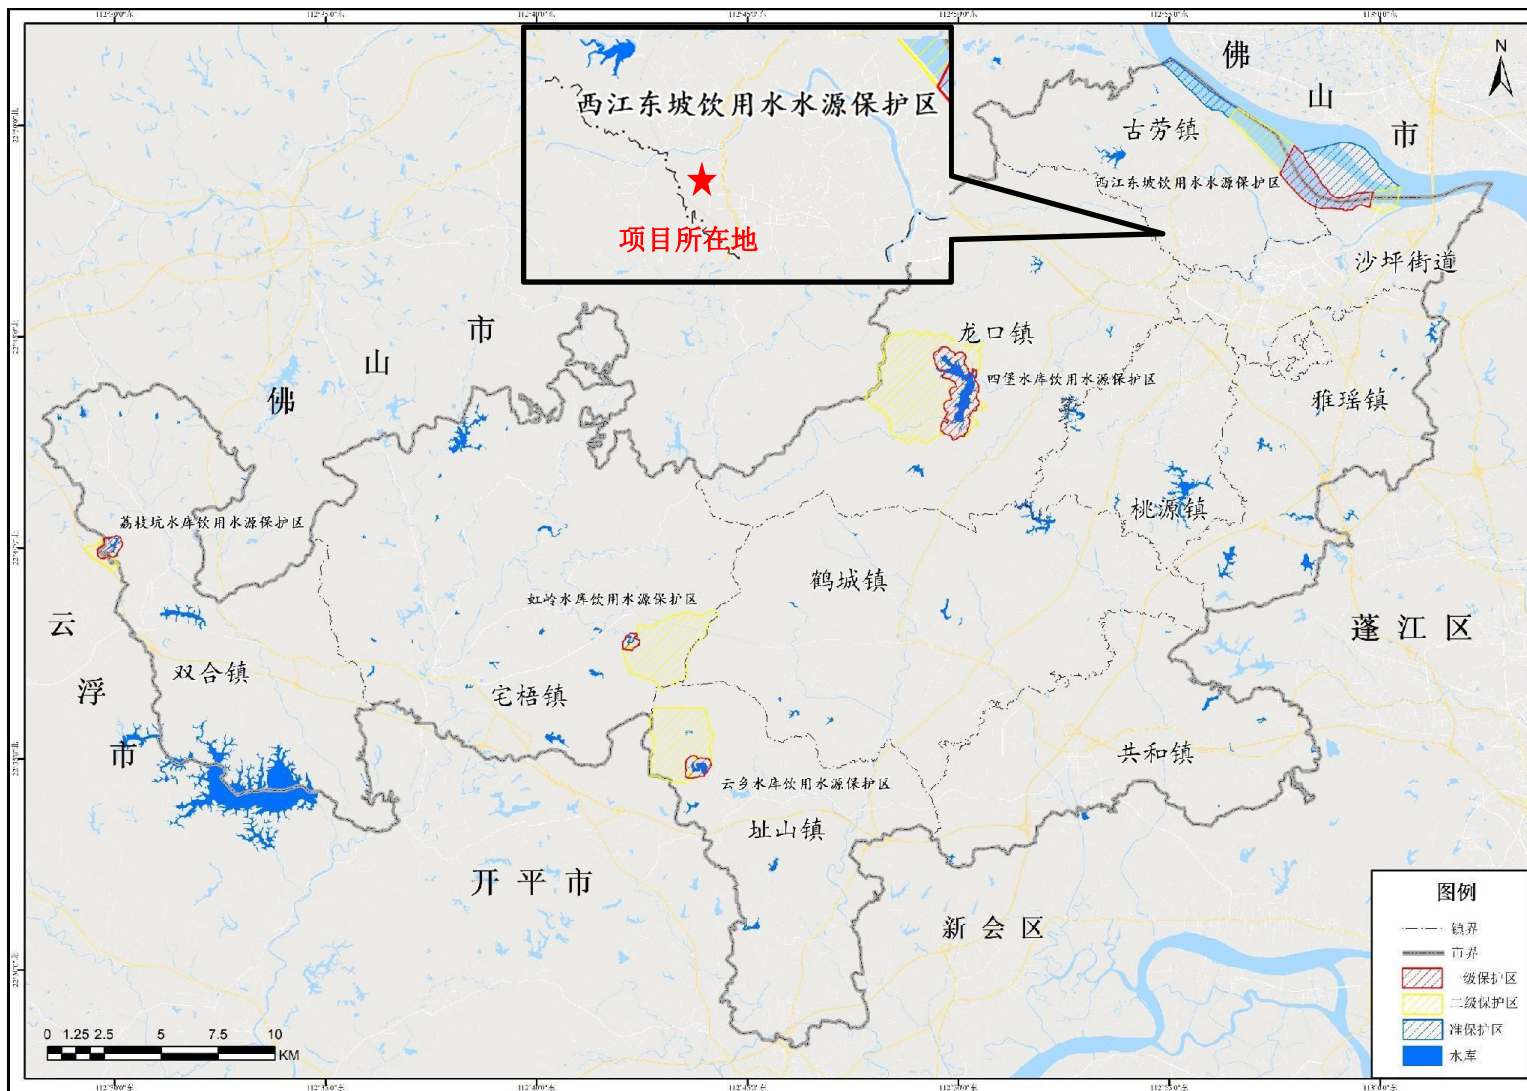 佛
山
市
N
西江东坡饮用水水源保护区
项目所在地
古劳镇
西江东坡饮用水水源保护区
沙坪街道
龙口镇
四堡水库饮用水源保护区
雅瑶镇
市
山
佛
桃源镇
荔枝坑水库饮用水源保护区
鹤城镇
虹岭水库饮用水源保护区
云
浮
市
蓬江区
双合镇
宅梧镇
共和镇
云乡水库饮用水源保护区
址山镇
开平市
新会区
图例
镇界
市界
一级保护区
二级保护区
准保护区
水库
0 1.25 2.5 5 7.5 10
KM